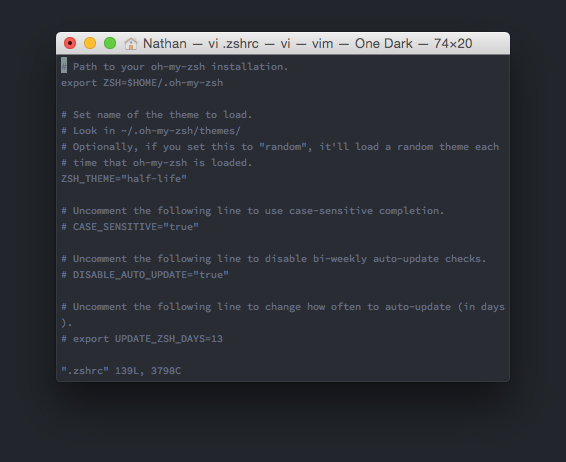 Nathan — vi .zshrc — vi — vim — One Dark — 74×20
# Path to your oh-my-zsh installation.
export ZSH=$HOME/.oh-my-zsh
# Set name of the theme to load.
# Look in ~/.oh-my-zsh/themes/
# Optionally, if you set this to "random", it'll load a random theme each
# time that oh-my-zsh is loaded.
ZSH_THEME="half-life"
# Uncomment the following line to use case-sensitive completion.
# CASE_SENSITIVE="true"
# Uncomment the following line to disable bi-weekly auto-update checks.
# DISABLE_AUTO_UPDATE="true"
# Uncomment the following line to change how often to auto-update (in days
).
# export UPDATE_ZSH_DAYS=13
".zshrc" 139L, 3798C